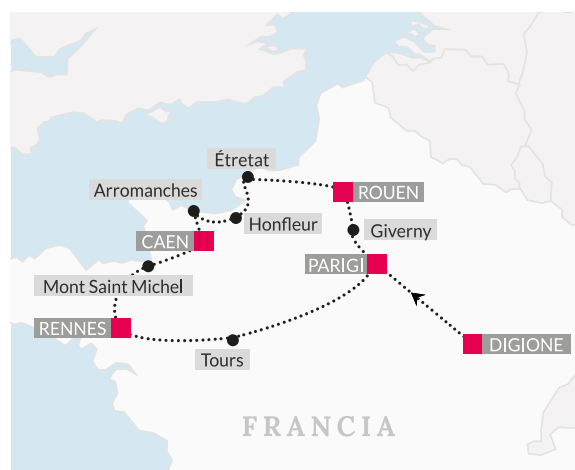 Étretat
Arromanches
ROUEN
Honfleur
Giverny
CAEN
PARIGI
Mont Saint Michel
RENNES
DIGIONE
Tours
FRANCIA